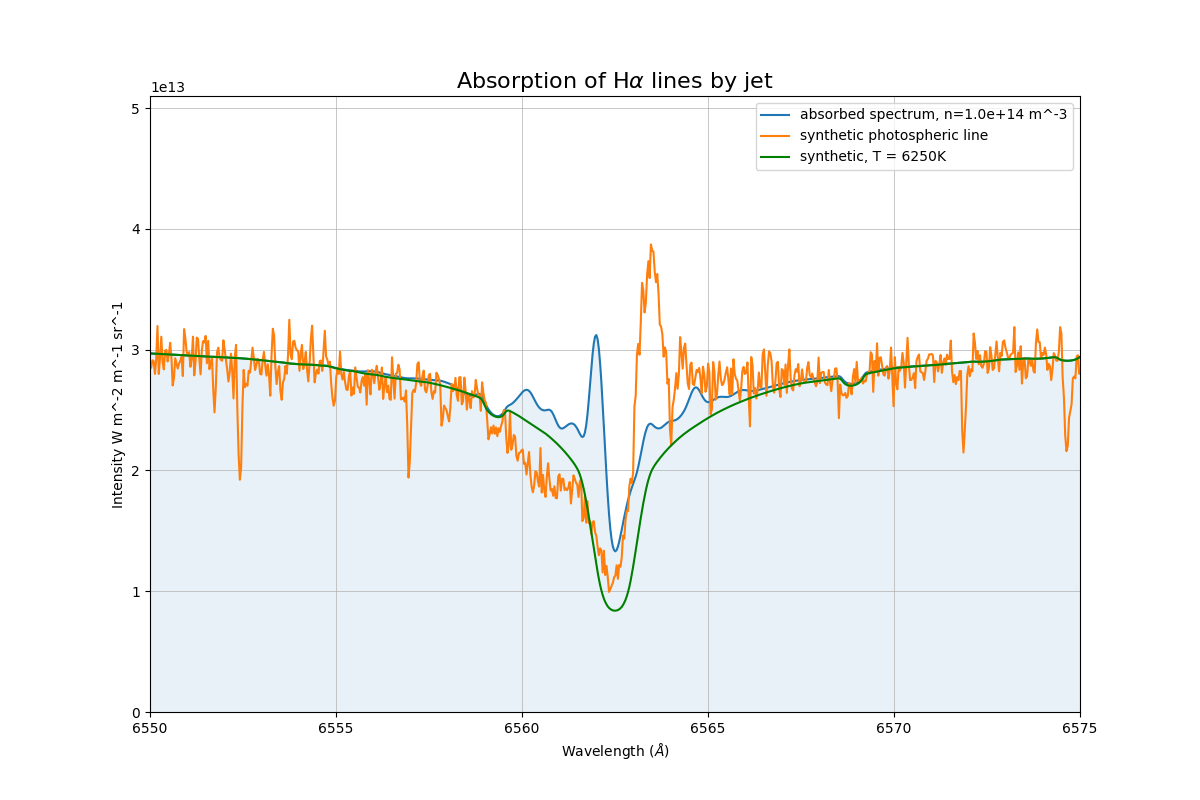 Absorption of Hα lines by jet
1e13
absorbed spectrum, n=1.0e+14 m^-3
synthetic photospheric line
synthetic, T = 6250K
5
4
3
2
1
0
Intensity W m^-2 m^-1 sr^-1
6550
6555
6560
6565
6570
6575
Wavelength (Å)